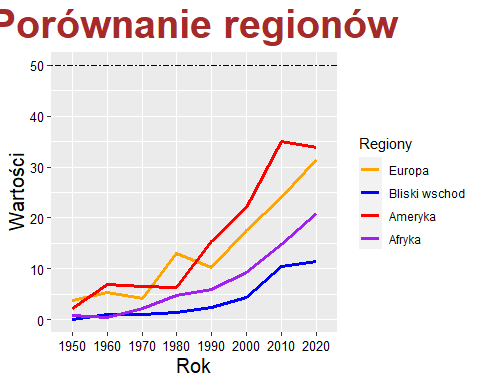 Porównanie regionów
Wartości
50
40
30
20
10
0
1950 1960 1970 1980 1990 2000 2010 2020
Rok
Regiony
Europa
Bliski wschod
Ameryka
Afryka